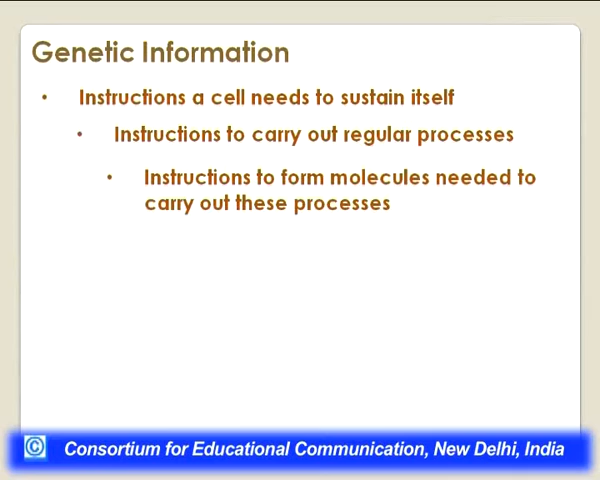 Genetic Information
• Instructions a cell needs to sustain itself
• Instructions to carry out regular processes
• Instructions to form molecules needed to
carry out these processes
© Consortium for Educational Communication, New Delhi, India